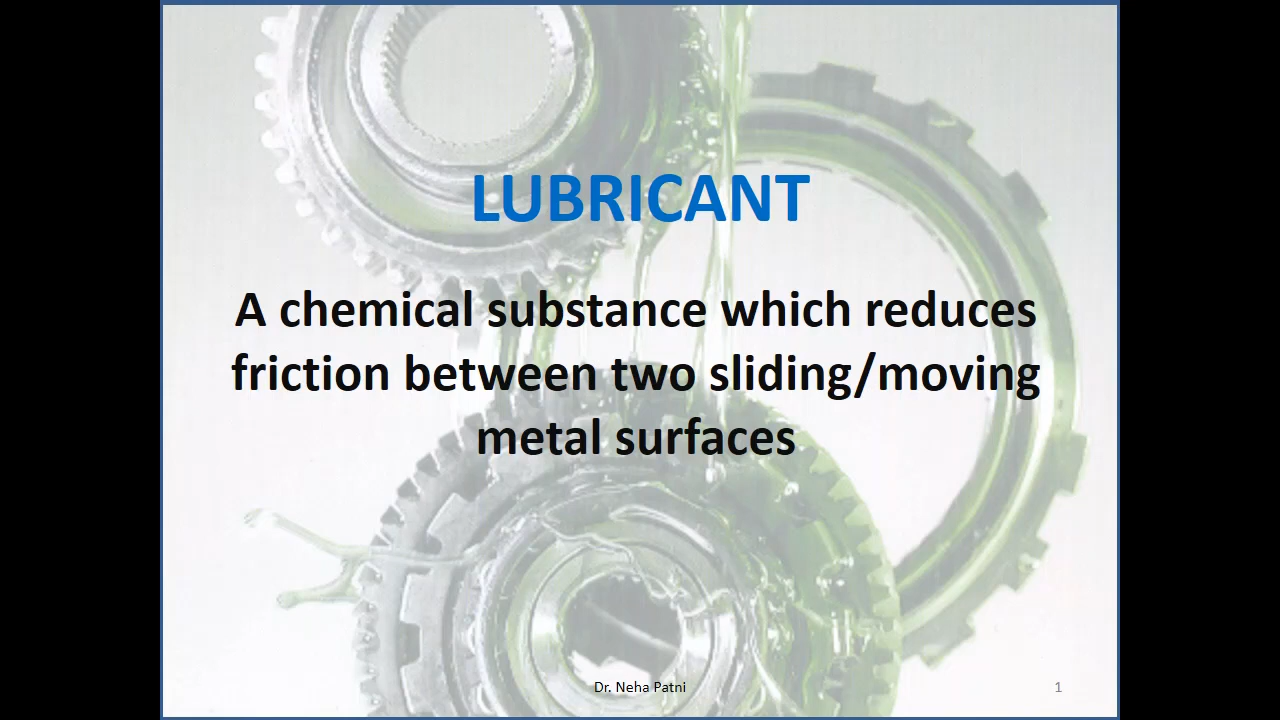 LUBRICANT
A chemical substance which reduces
friction between two sliding/moving
metal surfaces
Dr. Neha Patni
1